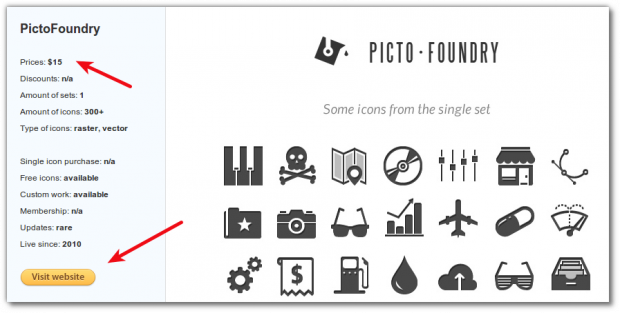 PictoFoundry
Prices: $15
Discounts: n/a
Amount of sets: 1
Amount of icons: 300+
Type of icons: raster, vector
Single icon purchase: n/a
Free icons: available
Custom work: available
Membership: n/a
Updates: rare
Live since: 2010
Visit website
PICTO·FOUNDRY
Some icons from the single set
$